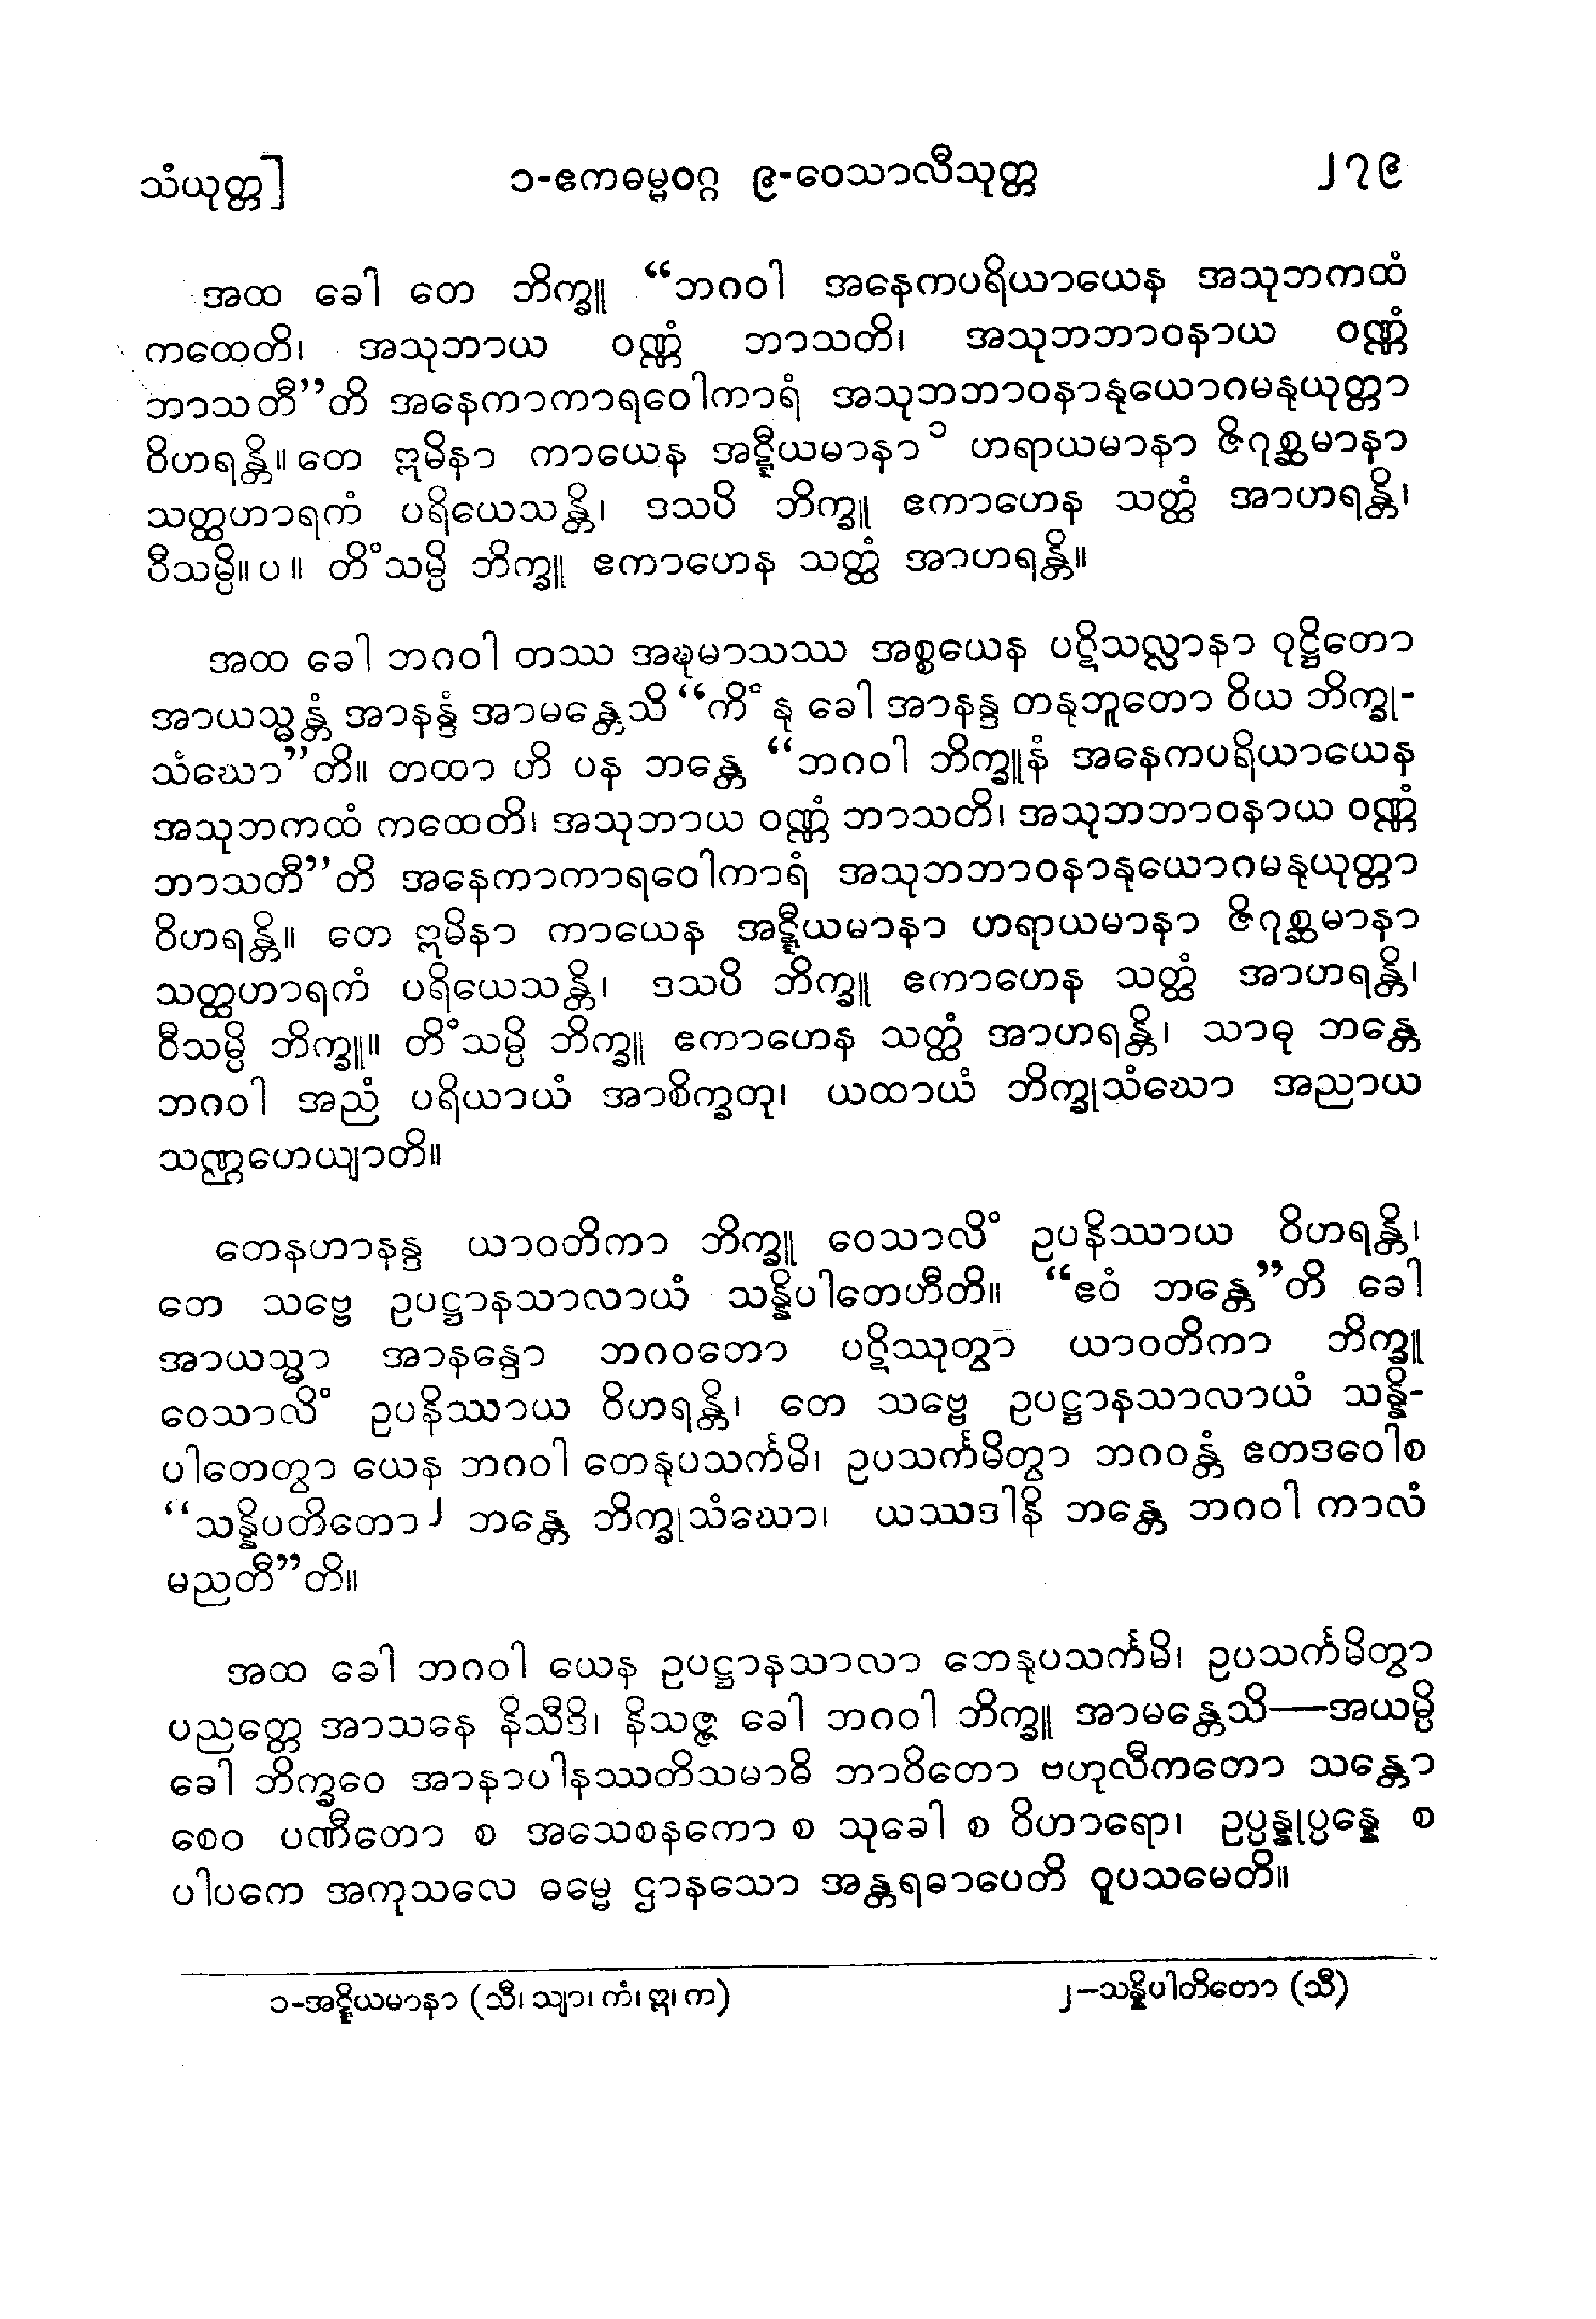 သံယုတ္တ] ၁-ဧကဓမ္မဝဂ္ဂ ၉-ဝေသာလီသုတ္တ ၂၇၉
အထ ခေါ တေ ဘိက္ခူ “ဘဂဝါ အနေကပရိယာယေန အသုဘကထံ
ကထေတိ၊ အသုဘာယ ဝဏ္ဏံ ဘာသတိ၊ အသုဘဘာဝနာယ ဝဏ္ဏံ
ဘာသတီ”တိ အနေကာကာရဝေါကာရံ အသုဘဘာဝနာနုယောဂမနုယုတ္တာ
ဝိဟရန္တိ။ တေ ဣမိနာ ကာယေန အဋ္ဋီယမာနာ ၁ ဟရာယမာနာ ဇိဂုစ္ဆမာနာ
သတ္ထဟာရကံ ပရိယေသန္တိ၊ ဒသပိ ဘိက္ခူ ဧကာဟေန သတ္ထံ အာဟရန္တိ၊
ဝီသမ္ပိ။ ပ ။ တိံသမ္ပိ ဘိက္ခူ ဧကာဟေန သတ္ထံ အာဟရန္တိ။
အထ ခေါ ဘဂဝါ တဿ အဍ္ဎမာသဿ အစ္စယေန ပဋိသလ္လာနာ ဝုဋ္ဌိတော
အာယသ္မန္တံ အာနန္ဒံ အာမန္တေသိ “ကိံ နု ခေါ အာနန္ဒ တနုဘူတော ဝိယ ဘိက္ခု-
သံဃော”တိ။ တထာ ဟိ ပန ဘန္တေ “ဘဂဝါ ဘိက္ခူနံ အနေကပရိယာယေန
အသုဘကထံ ကထေတိ၊ အသုဘာယ ဝဏ္ဏံ ဘာသတိ၊ အသုဘဘာဝနာယ ဝဏ္ဏံ
ဘာသတီ”တိ အနေကာကာရဝေါကာရံ အသုဘဘာဝနာနုယောဂမနုယုတ္တာ
ဝိဟရန္တိ။ တေ ဣမိနာ ကာယေန အဋ္ဋီယမာနာ ဟရာယမာနာ ဇိဂုစ္ဆမာနာ
သတ္ထဟာရကံ ပရိယေသန္တိ၊ ဒသပိ ဘိက္ခူ ဧကာဟေန သတ္ထံ အာဟရန္တိ၊
ဝီသမ္ပိ ဘိက္ခူ။ တိံသမ္ပိ ဘိက္ခူ ဧကာဟေန သတ္ထံ အာဟရန္တိ၊ သာဓု ဘန္တေ
ဘဂဝါ အညံ ပရိယာယံ အာစိက္ခတု၊ ယထာယံ ဘိက္ခုသံဃော အညာယ
သဏ္ဌဟေယျာတိ။
တေနဟာနန္ဒ ယာဝတိကာ ဘိက္ခူ ဝေသာလိံ ဥပနိဿာယ ဝိဟရန္တိ၊
တေ သဗ္ဗေ ဥပဋ္ဌာနသာလာယံ သန္နိပါတေဟီတိ။ “ဧဝံ ဘန္တေ”တိ ခေါ
အာယသ္မာ အာနန္ဒော ဘဂဝတော ပဋိဿုတွာ ယာဝတိကာ ဘိက္ခူ
ဝေသာလိံ ဥပနိဿာယ ဝိဟရန္တိ၊ တေ သဗ္ဗေ ဥပဋ္ဌာနသာလာယံ သန္နိ-
ပါတေတွာ ယေန ဘဂဝါ တေနုပသင်္ကမိ၊ ဥပသင်္ကမိတွာ ဘဂဝန္တံ ဧတဒဝေါစ
“သန္နိပတိတော၂ ဘန္တေ ဘိက္ခုသံဃော၊ ယဿဒါနိ ဘန္တေ ဘဂဝါ ကာလံ
မညတီ”တိ။
အထ ခေါ ဘဂဝါ ယေန ဥပဋ္ဌာနသာလာ တေနုပသင်္ကမိ၊ ဥပသင်္ကမိတွာ
ပညတ္တေ အာသနေ နိသီဒိ၊ နိသဇ္ဇ ခေါ ဘဂဝါ ဘိက္ခူ အာမန္တေသိ—အယမ္ပိ
ခေါ ဘိက္ခဝေ အာနာပါနဿတိသမာဓိ ဘာဝိတော ဗဟုလီကတော သန္တော
စေဝ ပဏီတော စ အသေစနကော စ သုခေါ စ ဝိဟာရော၊ ဥပ္ပန္နုပ္ပန္နေ စ
ပါပကေ အကုသလေ ဓမ္မေ ဌာနသော အန္တရဓာပေတိ ဝူပသမေတိ။
၁-အဋ္ဋိယမာနာ (သီ၊ သျာ၊ ကံ၊ ဣ၊ က) ၂—သန္နိပါတိတော (သီ)